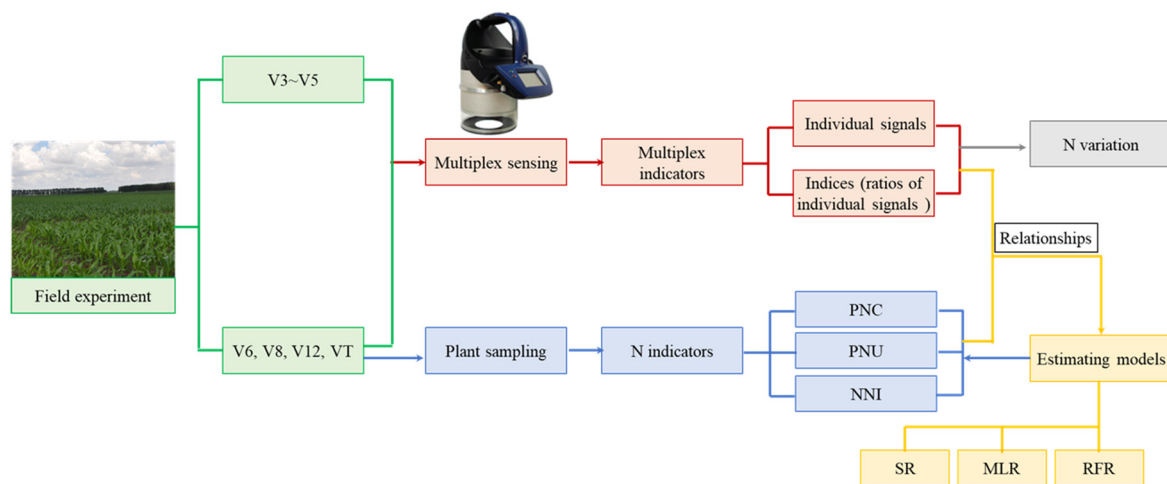 V3~V5
Field experiment
V6, V8, V12, VT
Multiplex sensing
Multiplex
indicators
Individual signals
Indices (ratios of
individual signals )
N variation
Relationships
Plant sampling
N indicators
PNC
PNU
NNI
Estimating models
SR
MLR
RFR